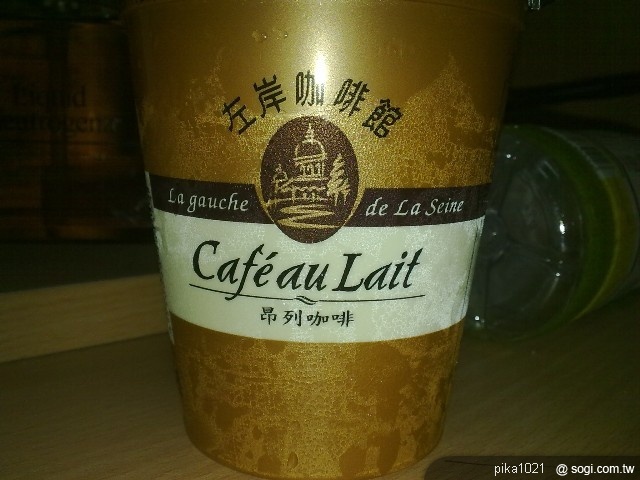 左岸咖啡館
La gauche de La Seine
Café au Lait
昂列咖啡
pika1021 @ sogi.com.tw